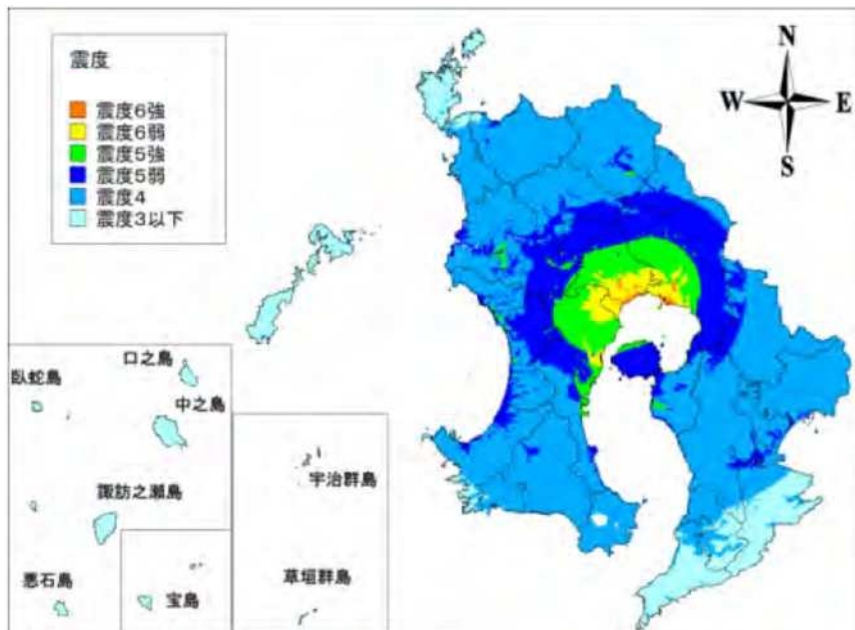 震度
震度6強
震度6弱
震度5強
震度5弱
震度4
震度3以下
N
W
E
S
口之島
臥蛇島
中之島
諏訪之瀬島
悪石島
宝島
宇治群島
草垣群島